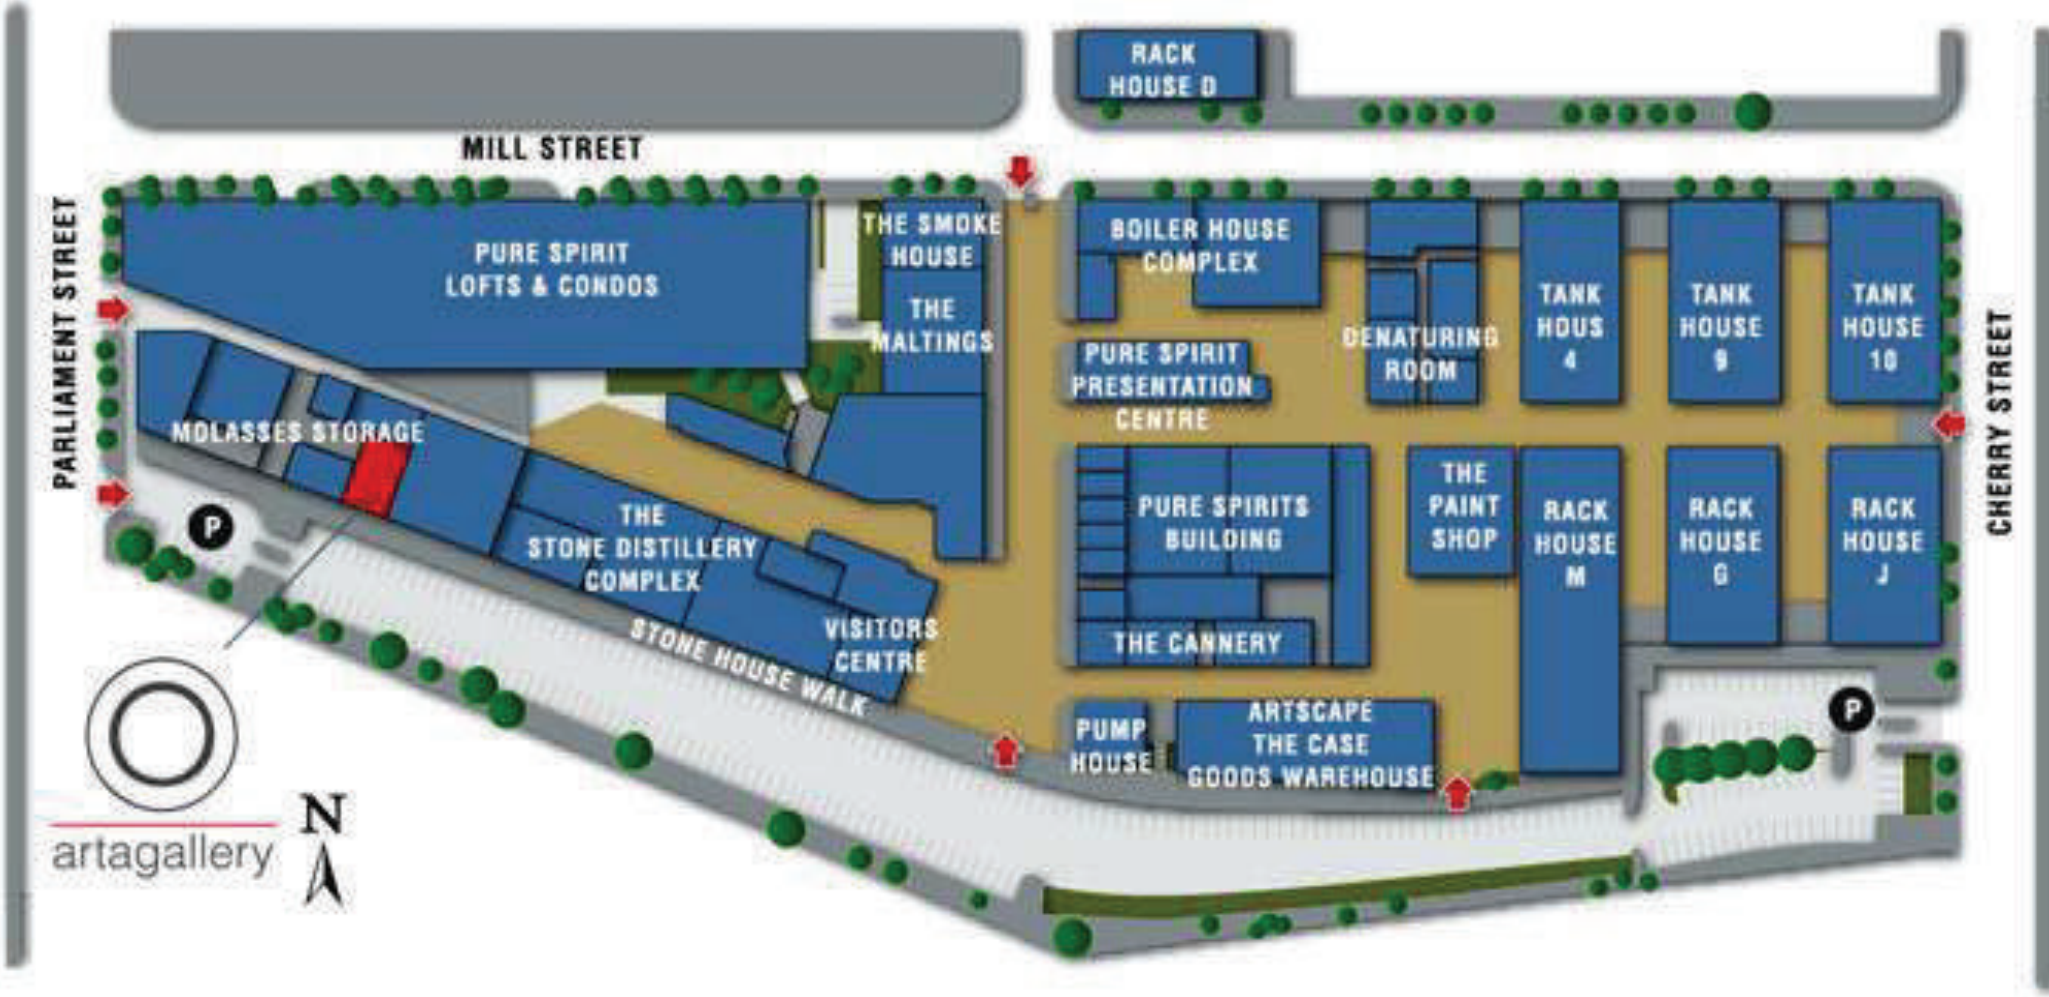 RACK
HOUSE D
MILL STREET
PARLIAMENT STREET
PURE SPIRIT
LOFTS & CONDOS
THE SMOKE
HOUSE
THE
MALTINGS
BOILER HOUSE
COMPLEX
PURE SPIRIT
PRESENTATION
CENTRE
DENATURING
ROOM
TANK
HOUS
4
TANK
HOUSE
9
TANK
HOUSE
10
CHERRY STREET
MOLASSES STORAGE
P
THE
STONE DISTILLERY
COMPLEX
STONE HOUSE WALK
VISITORS
CENTRE
PURE SPIRITS
BUILDING
THE CANNERY
THE
PAINT
SHOP
RACK
HOUSE
M
RACK
HOUSE
G
RACK
HOUSE
J
PUMP
HOUSE
ARTSCAPE
THE CASE
GOODS WAREHOUSE
P
artagallery
N